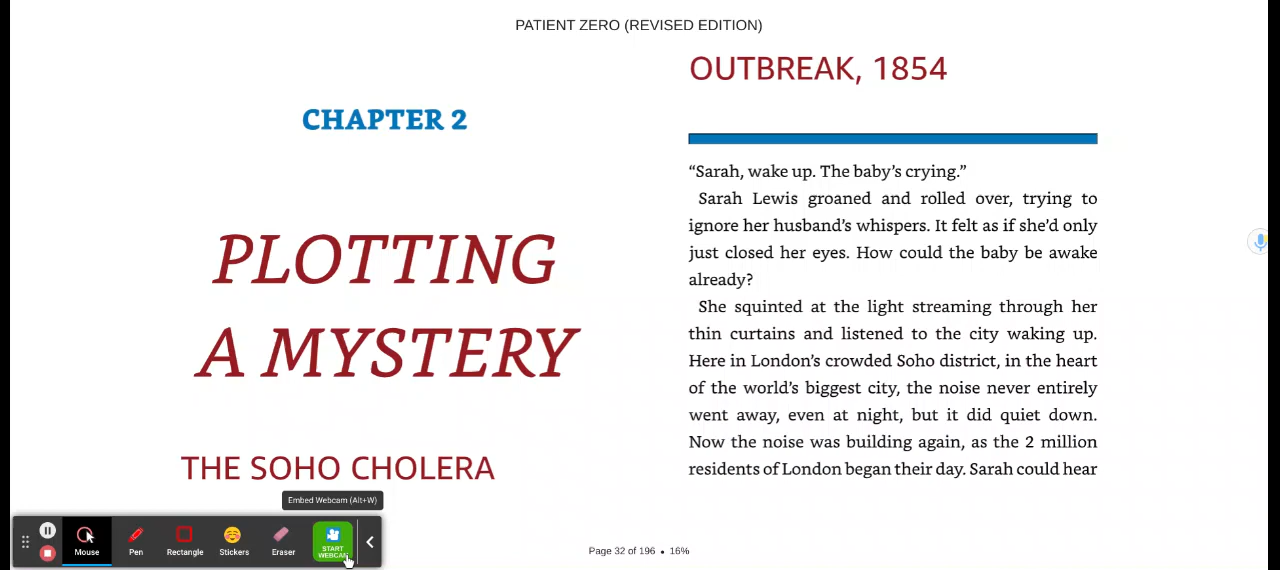 PATIENT ZERO (REVISED EDITION)
CHAPTER 2
PLOTTING
A MYSTERY
THE SOHO CHOLERA
OUTBREAK, 1854
“Sarah, wake up. The baby’s crying.”
Sarah Lewis groaned and rolled over, trying to
ignore her husband’s whispers. It felt as if she’d only
just closed her eyes. How could the baby be awake
already?
She squinted at the light streaming through her
thin curtains and listened to the city waking up.
Here in London’s crowded Soho district, in the heart
of the world’s biggest city, the noise never entirely
went away, even at night, but it did quiet down.
Now the noise was building again, as the 2 million
residents of London began their day. Sarah could hear
Embed Webcam (Alt+W)
Mouse
Pen
Rectangle
Stickers
Eraser
START
WEBCAM
Page 32 of 196 • 16%